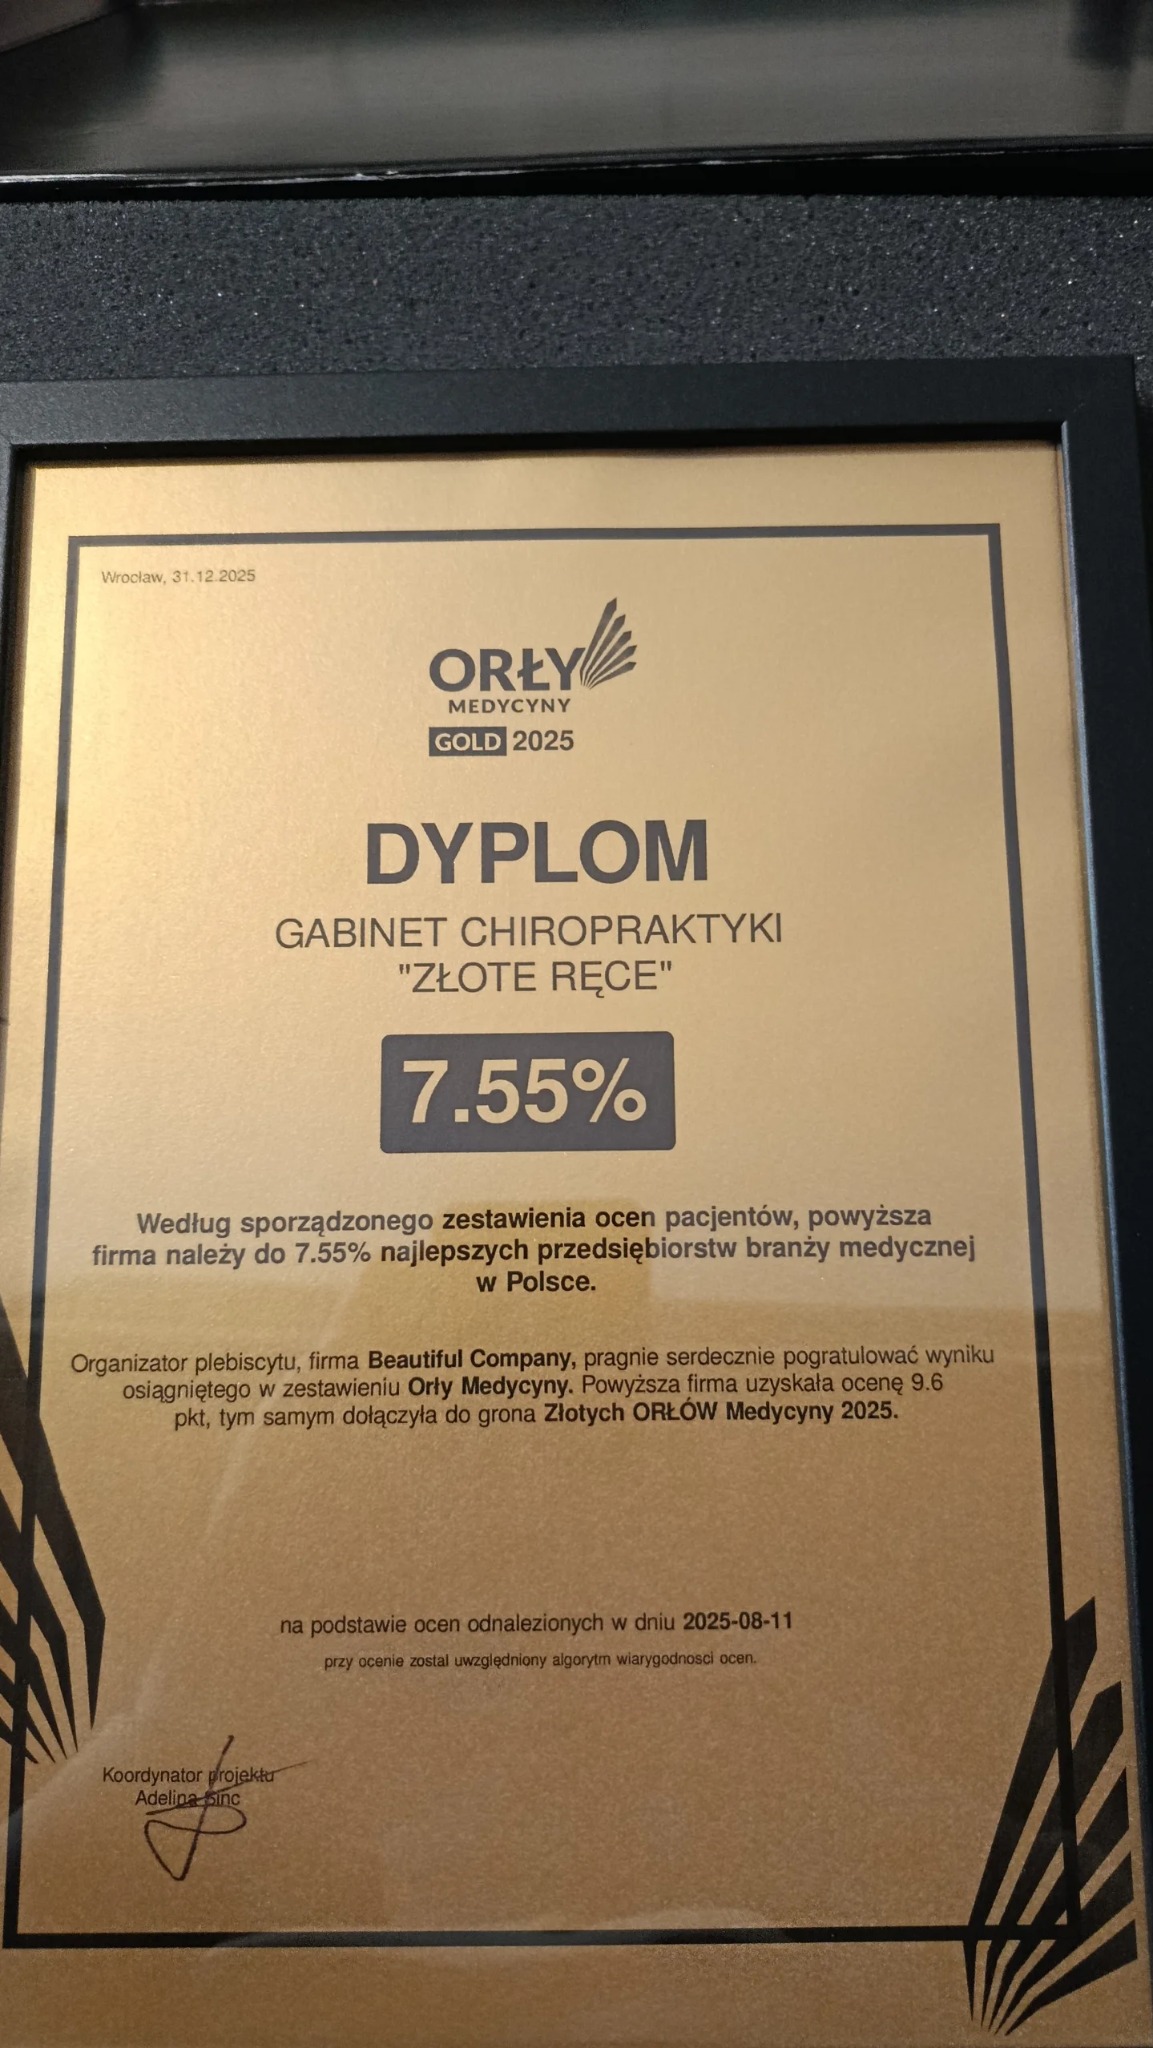 Wrocław, 31.12.2025
ORŁY
MEDYCYNY
GOLD 2025
DYPLOM
GABINET CHIROPRAKTYKI
"ZŁOTE RĘCE"
7.55%
Według sporządzonego zestawienia ocen pacjentów, powyższa
firma należy do 7.55% najlepszych przedsiębiorstw branży medycznej
w Polsce.
Organizator plebiscytu, firma Beautiful Company, pragnie serdecznie pogratulować wyniku
osiągniętego w zestawieniu Orły Medycyny. Powyższa firma uzyskała ocenę 9.6
pkt, tym samym dołączyła do grona Złotych ORŁÓW Medycyny 2025.
na podstawie ocen odnalezionych w dniu 2025-08-11
przy ocenie został uwzględniony algorytm wiarygodności ocen.
Koordynator projektu
Adelina